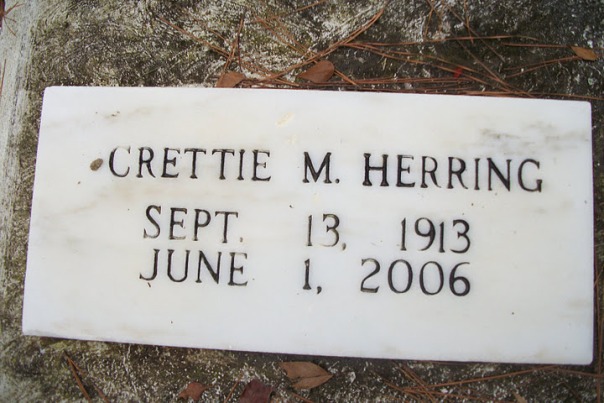 CRETTIE M. HERRING
SEPT. 13, 1913
JUNE 1, 2006